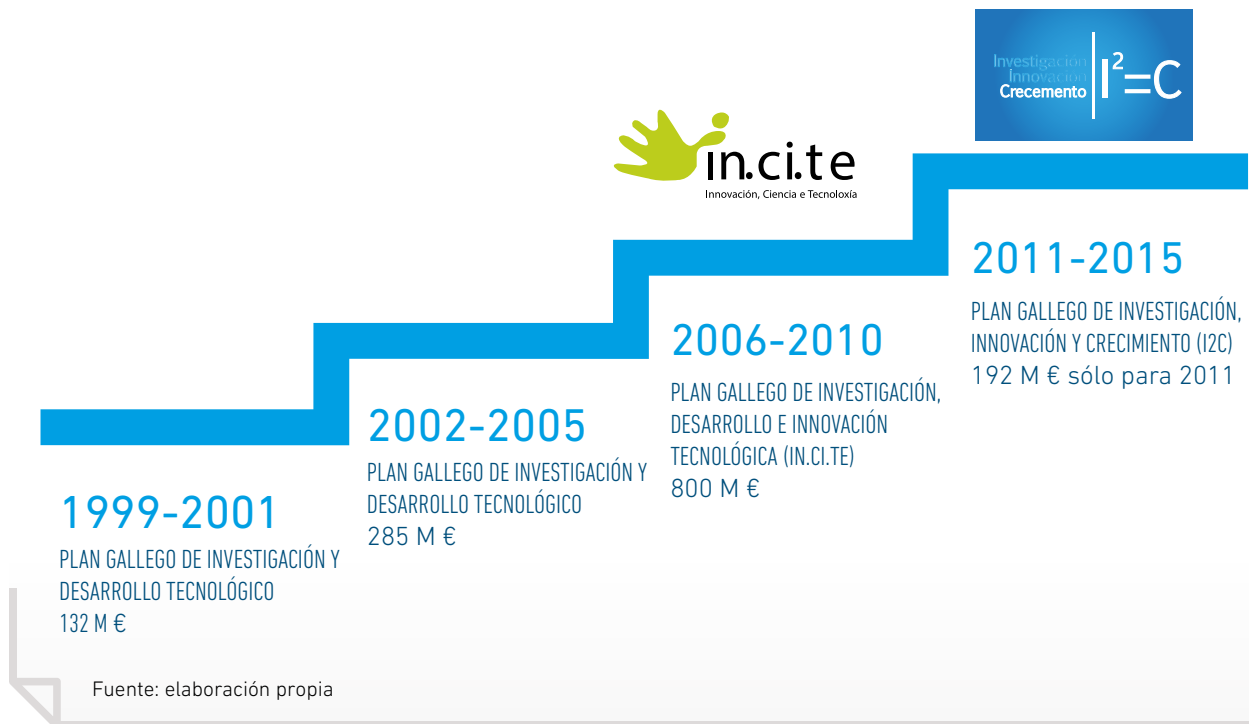 1999-2001
PLAN GALLEGO DE INVESTIGACIÓN Y
DESARROLLO TECNOLÓGICO
132 M €
2002-2005
PLAN GALLEGO DE INVESTIGACIÓN Y
DESARROLLO TECNOLÓGICO
285 M €
in.ci.te
Innovación, Ciencia e Tecnoloxía
2006-2010
PLAN GALLEGO DE INVESTIGACIÓN,
DESARROLLO E INNOVACIÓN
TECNOLÓGICA (IN.CI.TE)
800 M €
Investigación
Innovación
Crecemento
I²=C
2011-2015
PLAN GALLEGO DE INVESTIGACIÓN,
INNOVACIÓN Y CRECIMIENTO (I2C)
192 M € sólo para 2011
Fuente: elaboración propia